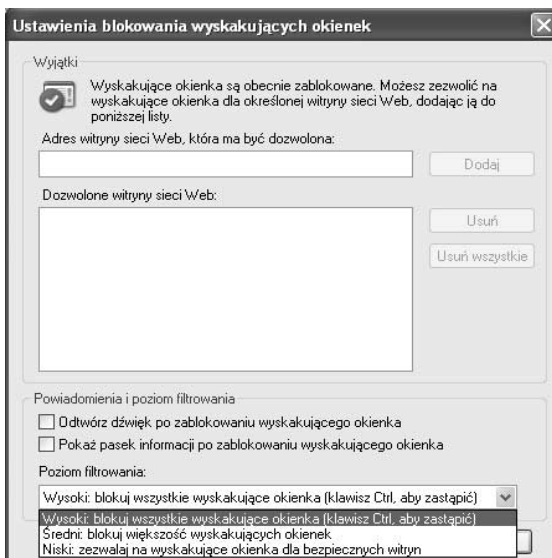 Ustawienia blokowania wyskakujących okienek
Wyjątki
Wyskakujące okienka są obecnie zablokowane. Możesz zezwolić na
wyskakujące okienka dla określonej witryny sieci Web, dodając ją do
poniższej listy.
Adres witryny sieci Web, która ma być dozwolona:
Dodaj
Dozwolone witryny sieci Web:
Usuń
Usuń wszystkie
Powiadomienia i poziom filtrowania
Odtwórz dźwięk po zablokowaniu wyskakującego okienka
Pokaż pasek informacji po zablokowaniu wyskakującego okienka
Poziom filtrowania:
Wysoki: blokuj wszystkie wyskakujące okienka (klawisz Ctrl, aby zastąpić)
Wysoki: blokuj wszystkie wyskakujące okienka (klawisz Ctrl, aby zastąpić)
Średni: blokuj większość wyskakujących okienek
Niski: zezwalaj na wyskakujące okienka dla bezpiecznych witryn